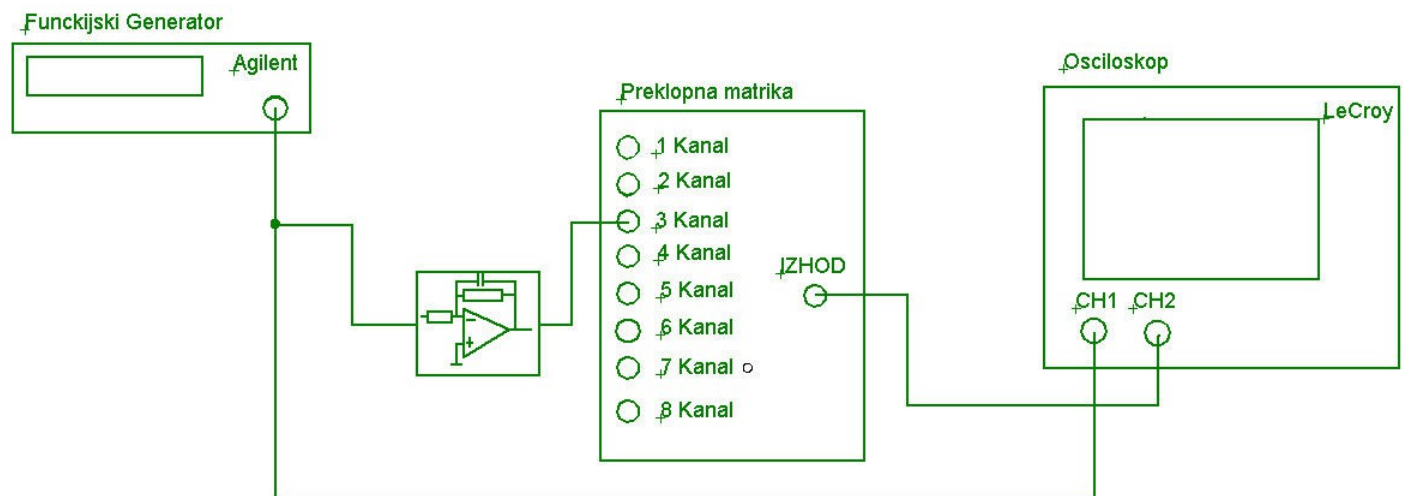 Funckijski Generator
Agilent
Preklopna matrika
1 Kanal
2 Kanal
3 Kanal
4 Kanal
5 Kanal
6 Kanal
7 Kanal
8 Kanal
IZHOD
Osciloskop
LeCroy
CH1 CH2